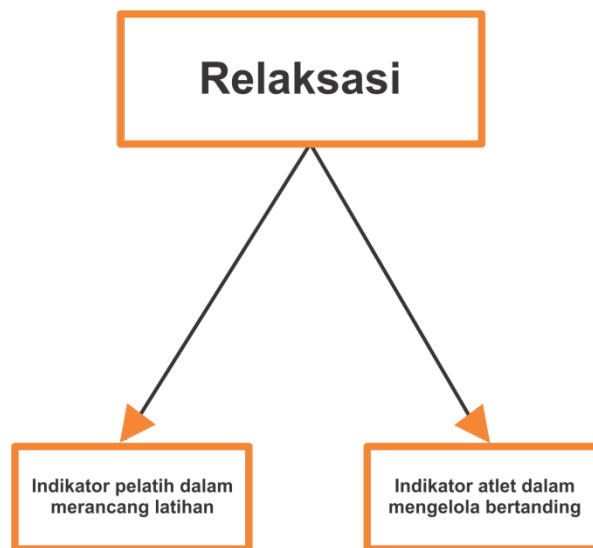 Relaksasi
Indikator pelatih dalam
merancang latihan
Indikator atlet dalam
mengelola bertanding